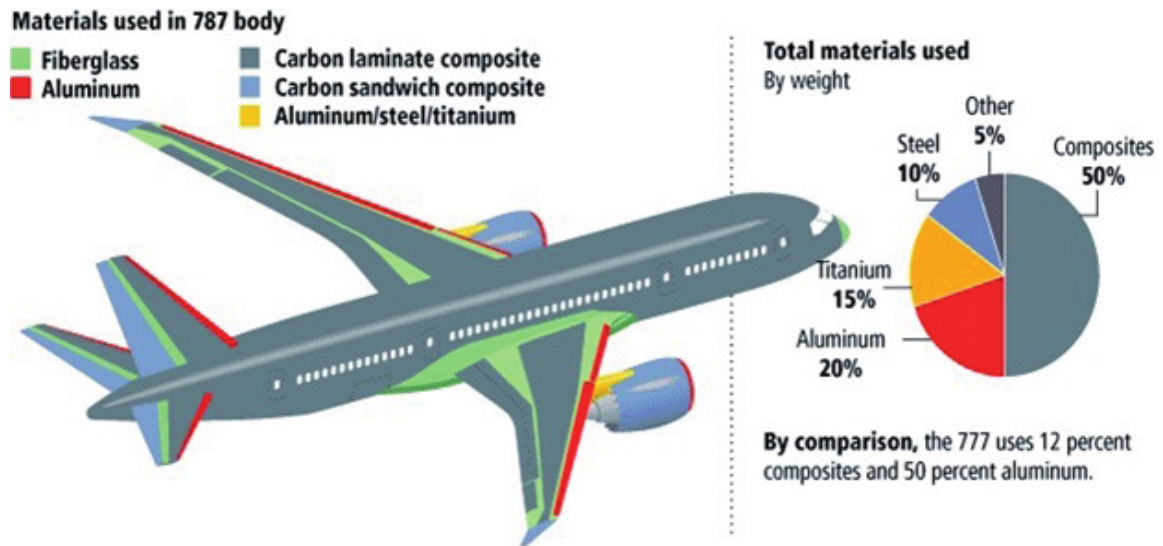 Materials used in 787 body
Fiberglass
Aluminum
Carbon laminate composite
Carbon sandwich composite
Aluminum/steel/titanium
Total materials used
By weight
Other
5%
Steel
10%
Composites
50%
Titanium
15%
Aluminum
20%
By comparison, the 777 uses 12 percent
composites and 50 percent aluminum.